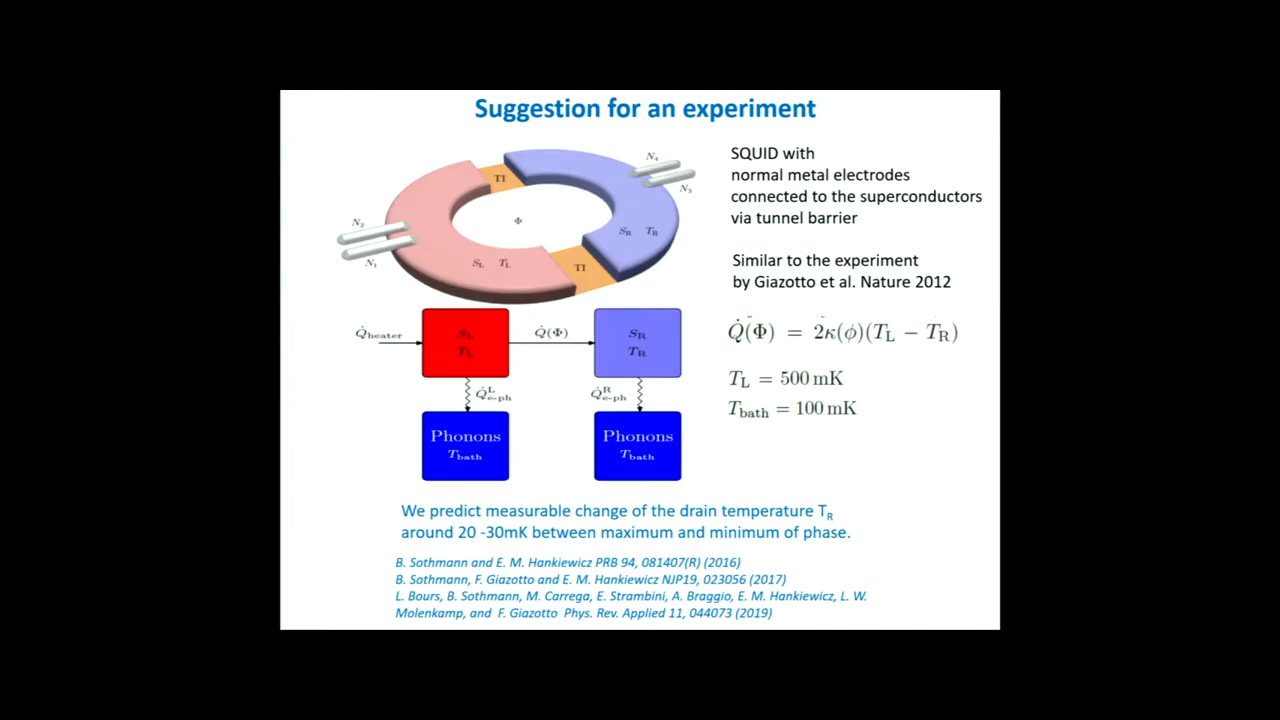 Suggestion for an experiment
N₄
N₃
TI
N₂
N₁
Φ
S_R T_R
S_L T_L
TI
SQUID with
normal metal electrodes
connected to the superconductors
via tunnel barrier
Similar to the experiment
by Giazotto et al. Nature 2012
Q̇(Φ) = 2κ(ϕ)(T_L − T_R)
T_L = 500 mK
T_bath = 100 mK
Q̇_heater
S_L
T_L
Q̇(Φ)
S_R
T_R
Q̇^L_e-ph
Q̇^R_e-ph
Phonons
T_bath
Phonons
T_bath
We predict measurable change of the drain temperature T_R
around 20 -30mK between maximum and minimum of phase.
B. Sothmann and E. M. Hankiewicz PRB 94, 081407(R) (2016)
B. Sothmann, F. Giazotto and E. M. Hankiewicz NJP19, 023056 (2017)
L. Bours, B. Sothmann, M. Carrega, E. Strambini, A. Braggio, E. M. Hankiewicz, L. W.
Molenkamp, and F. Giazotto Phys. Rev. Applied 11, 044073 (2019)